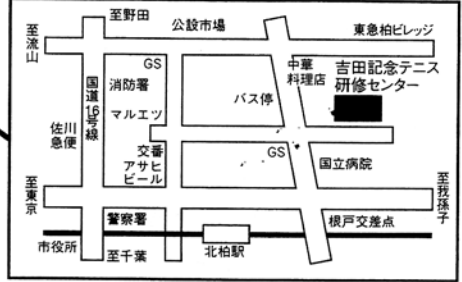 至野田
公設市場
東急柏ビレッジ
至流山
GS
国道16号線
消防署
中華
料理店
吉田記念テニス
研修センター
バス停
マルエツ
佐川
急便
交番
アサヒ
ビール
GS
国立病院
至東京
至我孫子
警察署
根戸交差点
市役所
至千葉
北柏駅